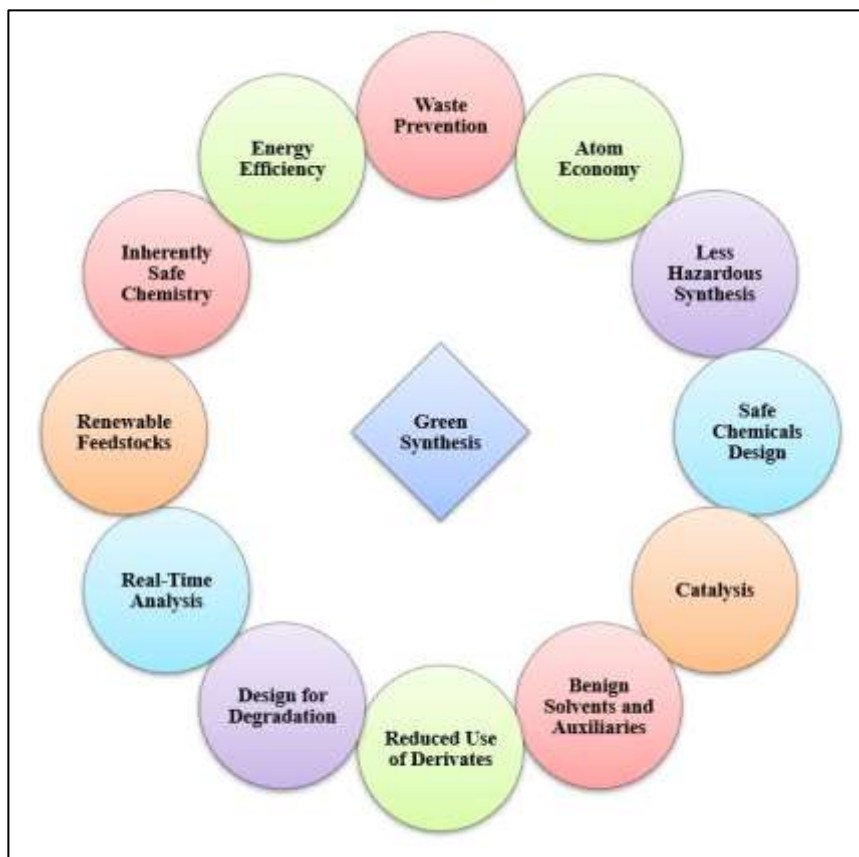 Waste
Prevention
Atom
Economy
Less
Hazardous
Synthesis
Safe
Chemicals
Design
Catalysis
Benign
Solvents and
Auxiliaries
Reduced Use
of Derivates
Design for
Degradation
Real-Time
Analysis
Renewable
Feedstocks
Inherently
Safe
Chemistry
Energy
Efficiency
Green
Synthesis